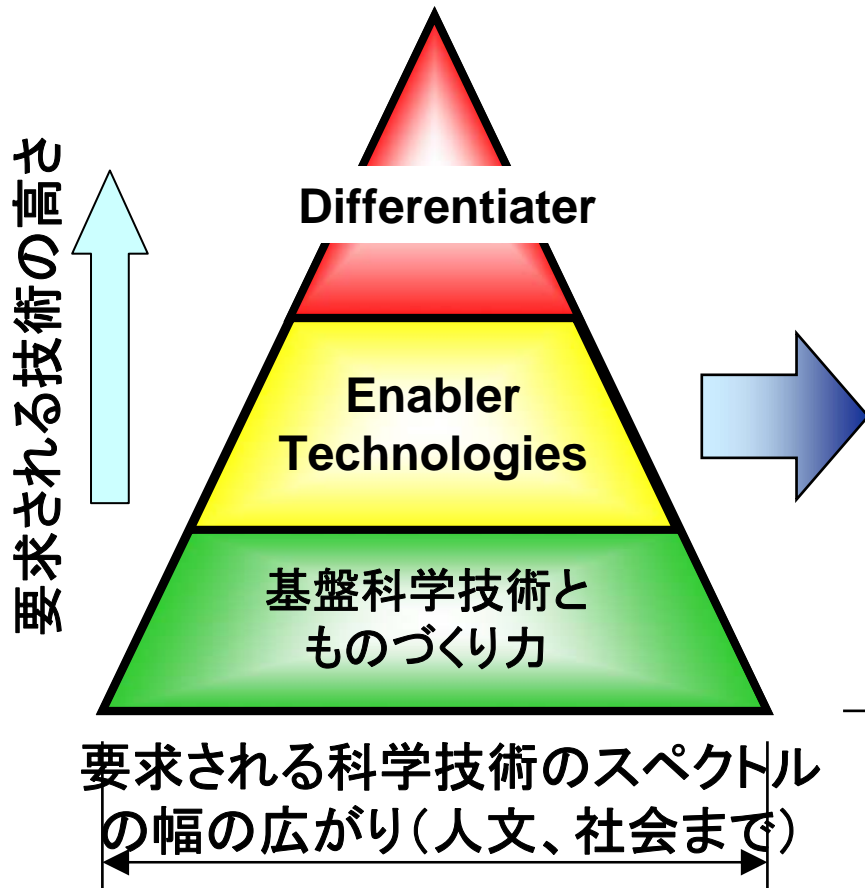 要求される技術の高さ
Differentiater
Enabler
Technologies
基盤科学技術と
ものづくり力
要求される科学技術のスペクトル
の幅の広がり(人文、社会まで)